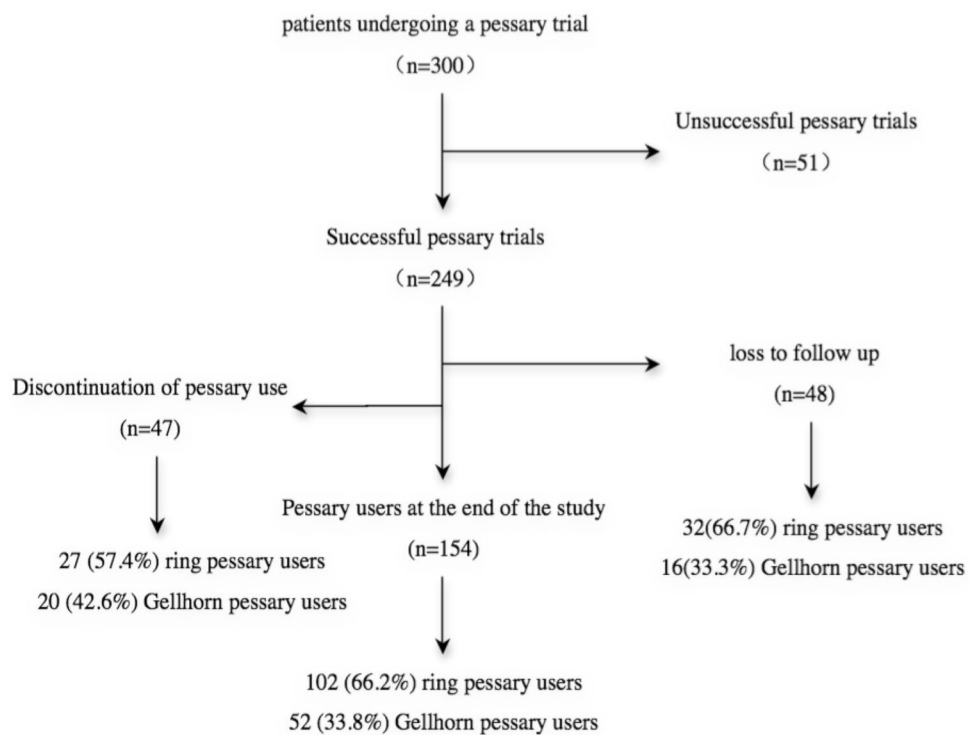 patients undergoing a pessary trial
（n=300）
Unsuccessful pessary trials
（n=51）
Successful pessary trials
（n=249）
loss to follow up
(n=48)
Discontinuation of pessary use
(n=47)
Pessary users at the end of the study
(n=154)
32(66.7%) ring pessary users
16(33.3%) Gellhorn pessary users
27 (57.4%) ring pessary users
20 (42.6%) Gellhorn pessary users
102 (66.2%) ring pessary users
52 (33.8%) Gellhorn pessary users